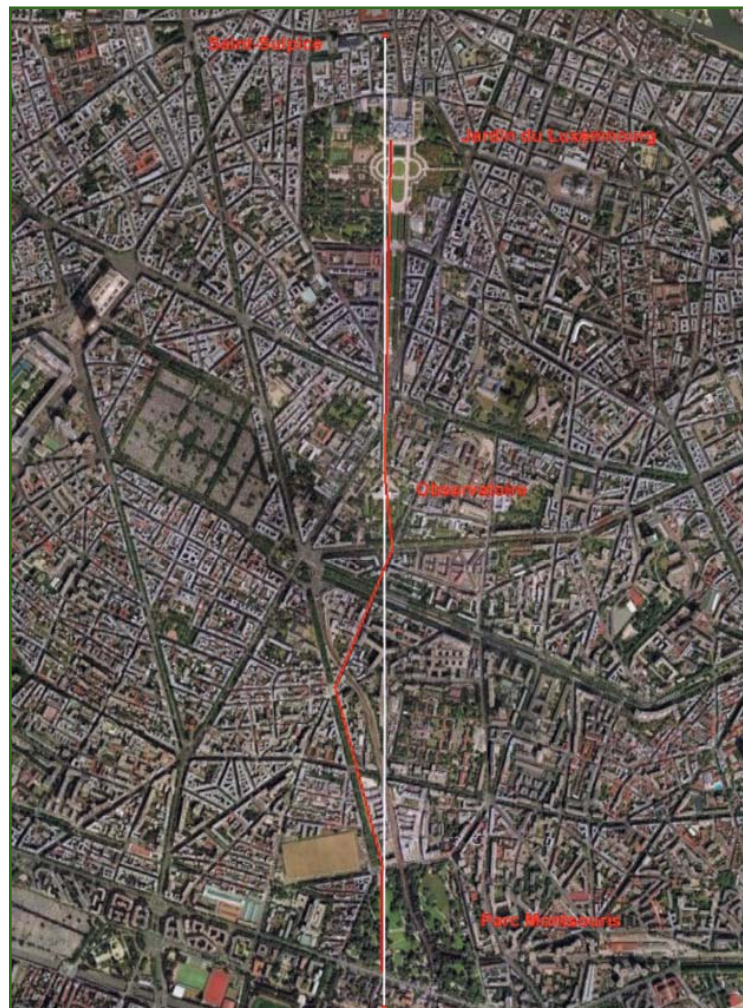 Saint-Sulpice
Jardin du Luxembourg
Observatoire
Parc Montsouris